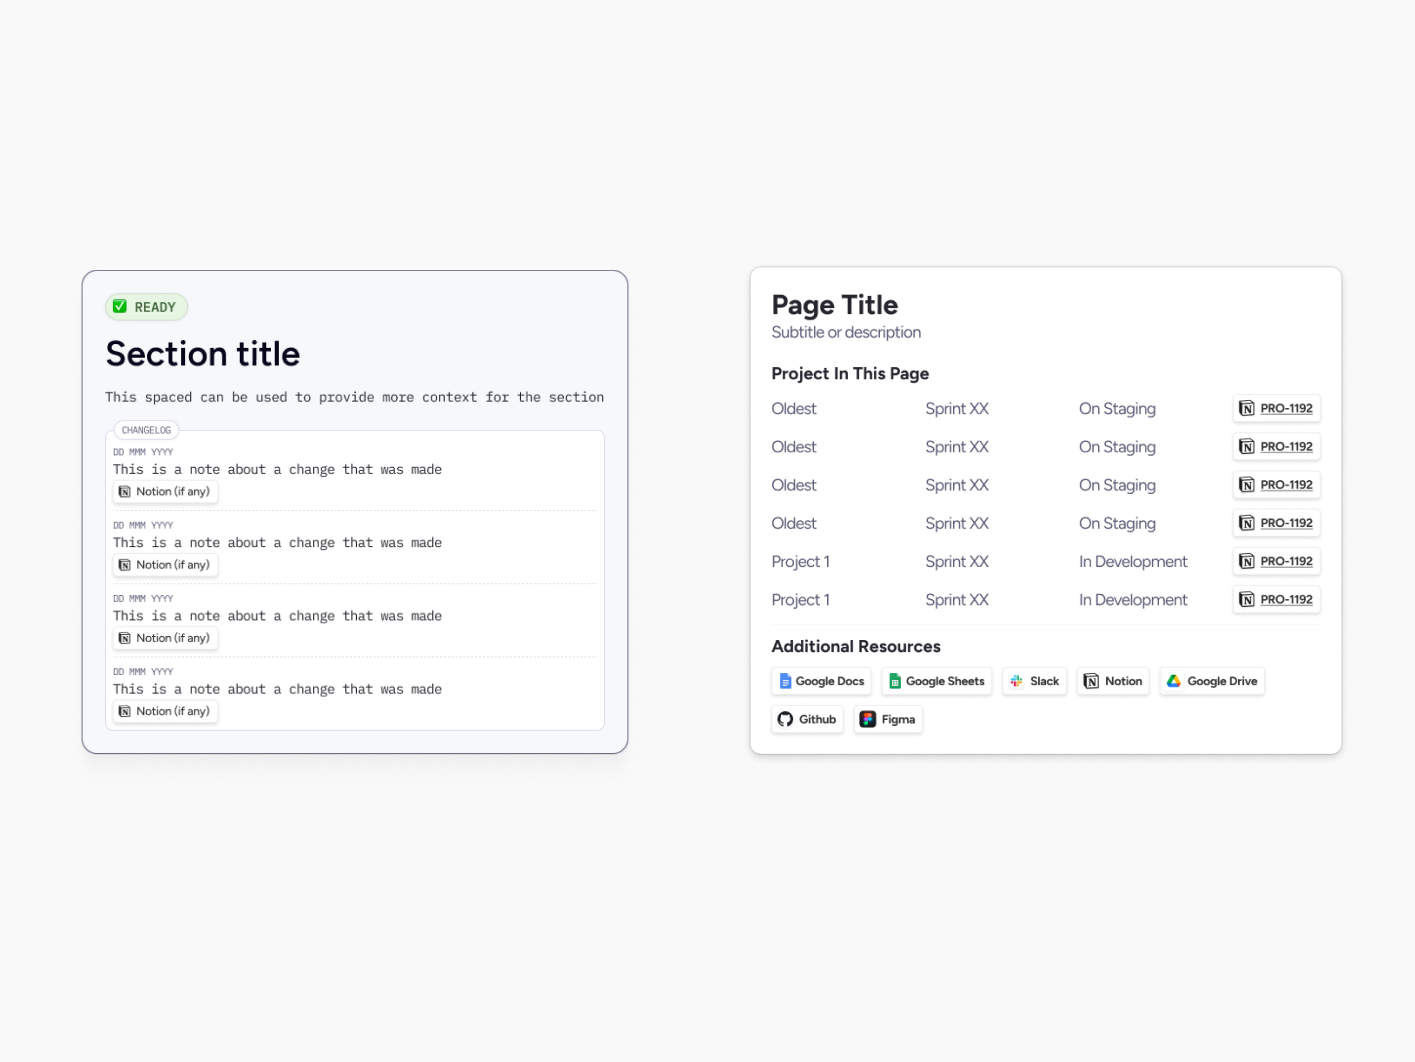 READY
Section title
This spaced can be used to provide more context for the section
CHANGELOG
DD MMM YYYY
This is a note about a change that was made
Notion (if any)
DD MMM YYYY
This is a note about a change that was made
Notion (if any)
DD MMM YYYY
This is a note about a change that was made
Notion (if any)
DD MMM YYYY
This is a note about a change that was made
Notion (if any)
Page Title
Subtitle or description
Project In This Page
Oldest Sprint XX On Staging PRO-1192
Oldest Sprint XX On Staging PRO-1192
Oldest Sprint XX On Staging PRO-1192
Oldest Sprint XX On Staging PRO-1192
Project 1 Sprint XX In Development PRO-1192
Project 1 Sprint XX In Development PRO-1192
Additional Resources
Google Docs Google Sheets Slack Notion Google Drive
Github Figma